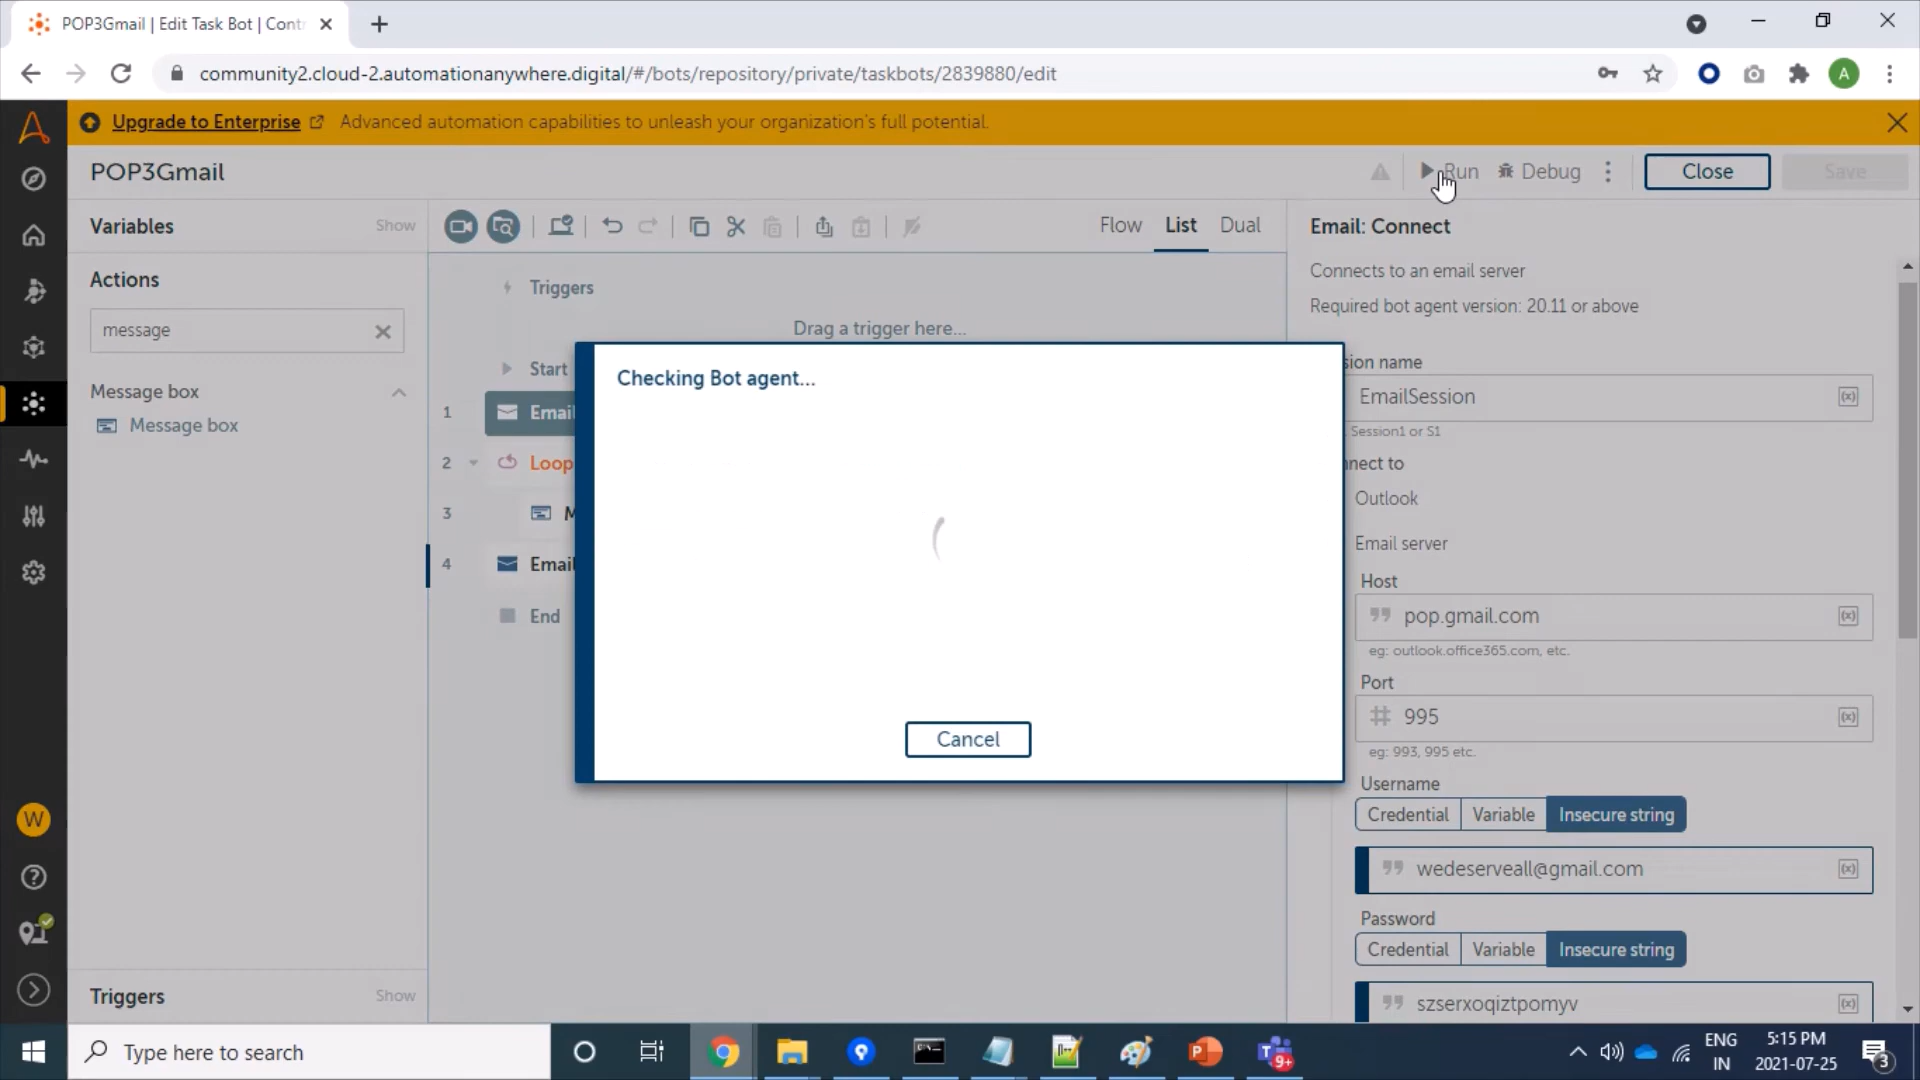 POP3Gmail | Edit Task Bot | Cont
community2.cloud-2.automationanywhere.digital/#/bots/repository/private/taskbots/2839880/edit
A
Upgrade to Enterprise Advanced automation capabilities to unleash your organization's full potential.
POP3Gmail
Run
Debug
Close
Save
Variables
Show
Flow
List
Dual
Email: Connect
Actions
message
Message box
Message box
Triggers
Drag a trigger here...
Start
1 Email
2 Loop
3 M
4 Email
End
Checking Bot agent...
Cancel
Connects to an email server
Required bot agent version: 20.11 or above
sion name
EmailSession
Session1 or S1
nnect to
Outlook
Email server
Host
pop.gmail.com
eg: outlook.office365.com, etc.
Port
995
eg: 993, 995 etc.
Username
Credential Variable Insecure string
wedeserveall@gmail.com
Password
Credential Variable Insecure string
szserxoqiztpomyv
W
Triggers
Show
Type here to search
9+
ENG
IN
5:15 PM
2021-07-25
3